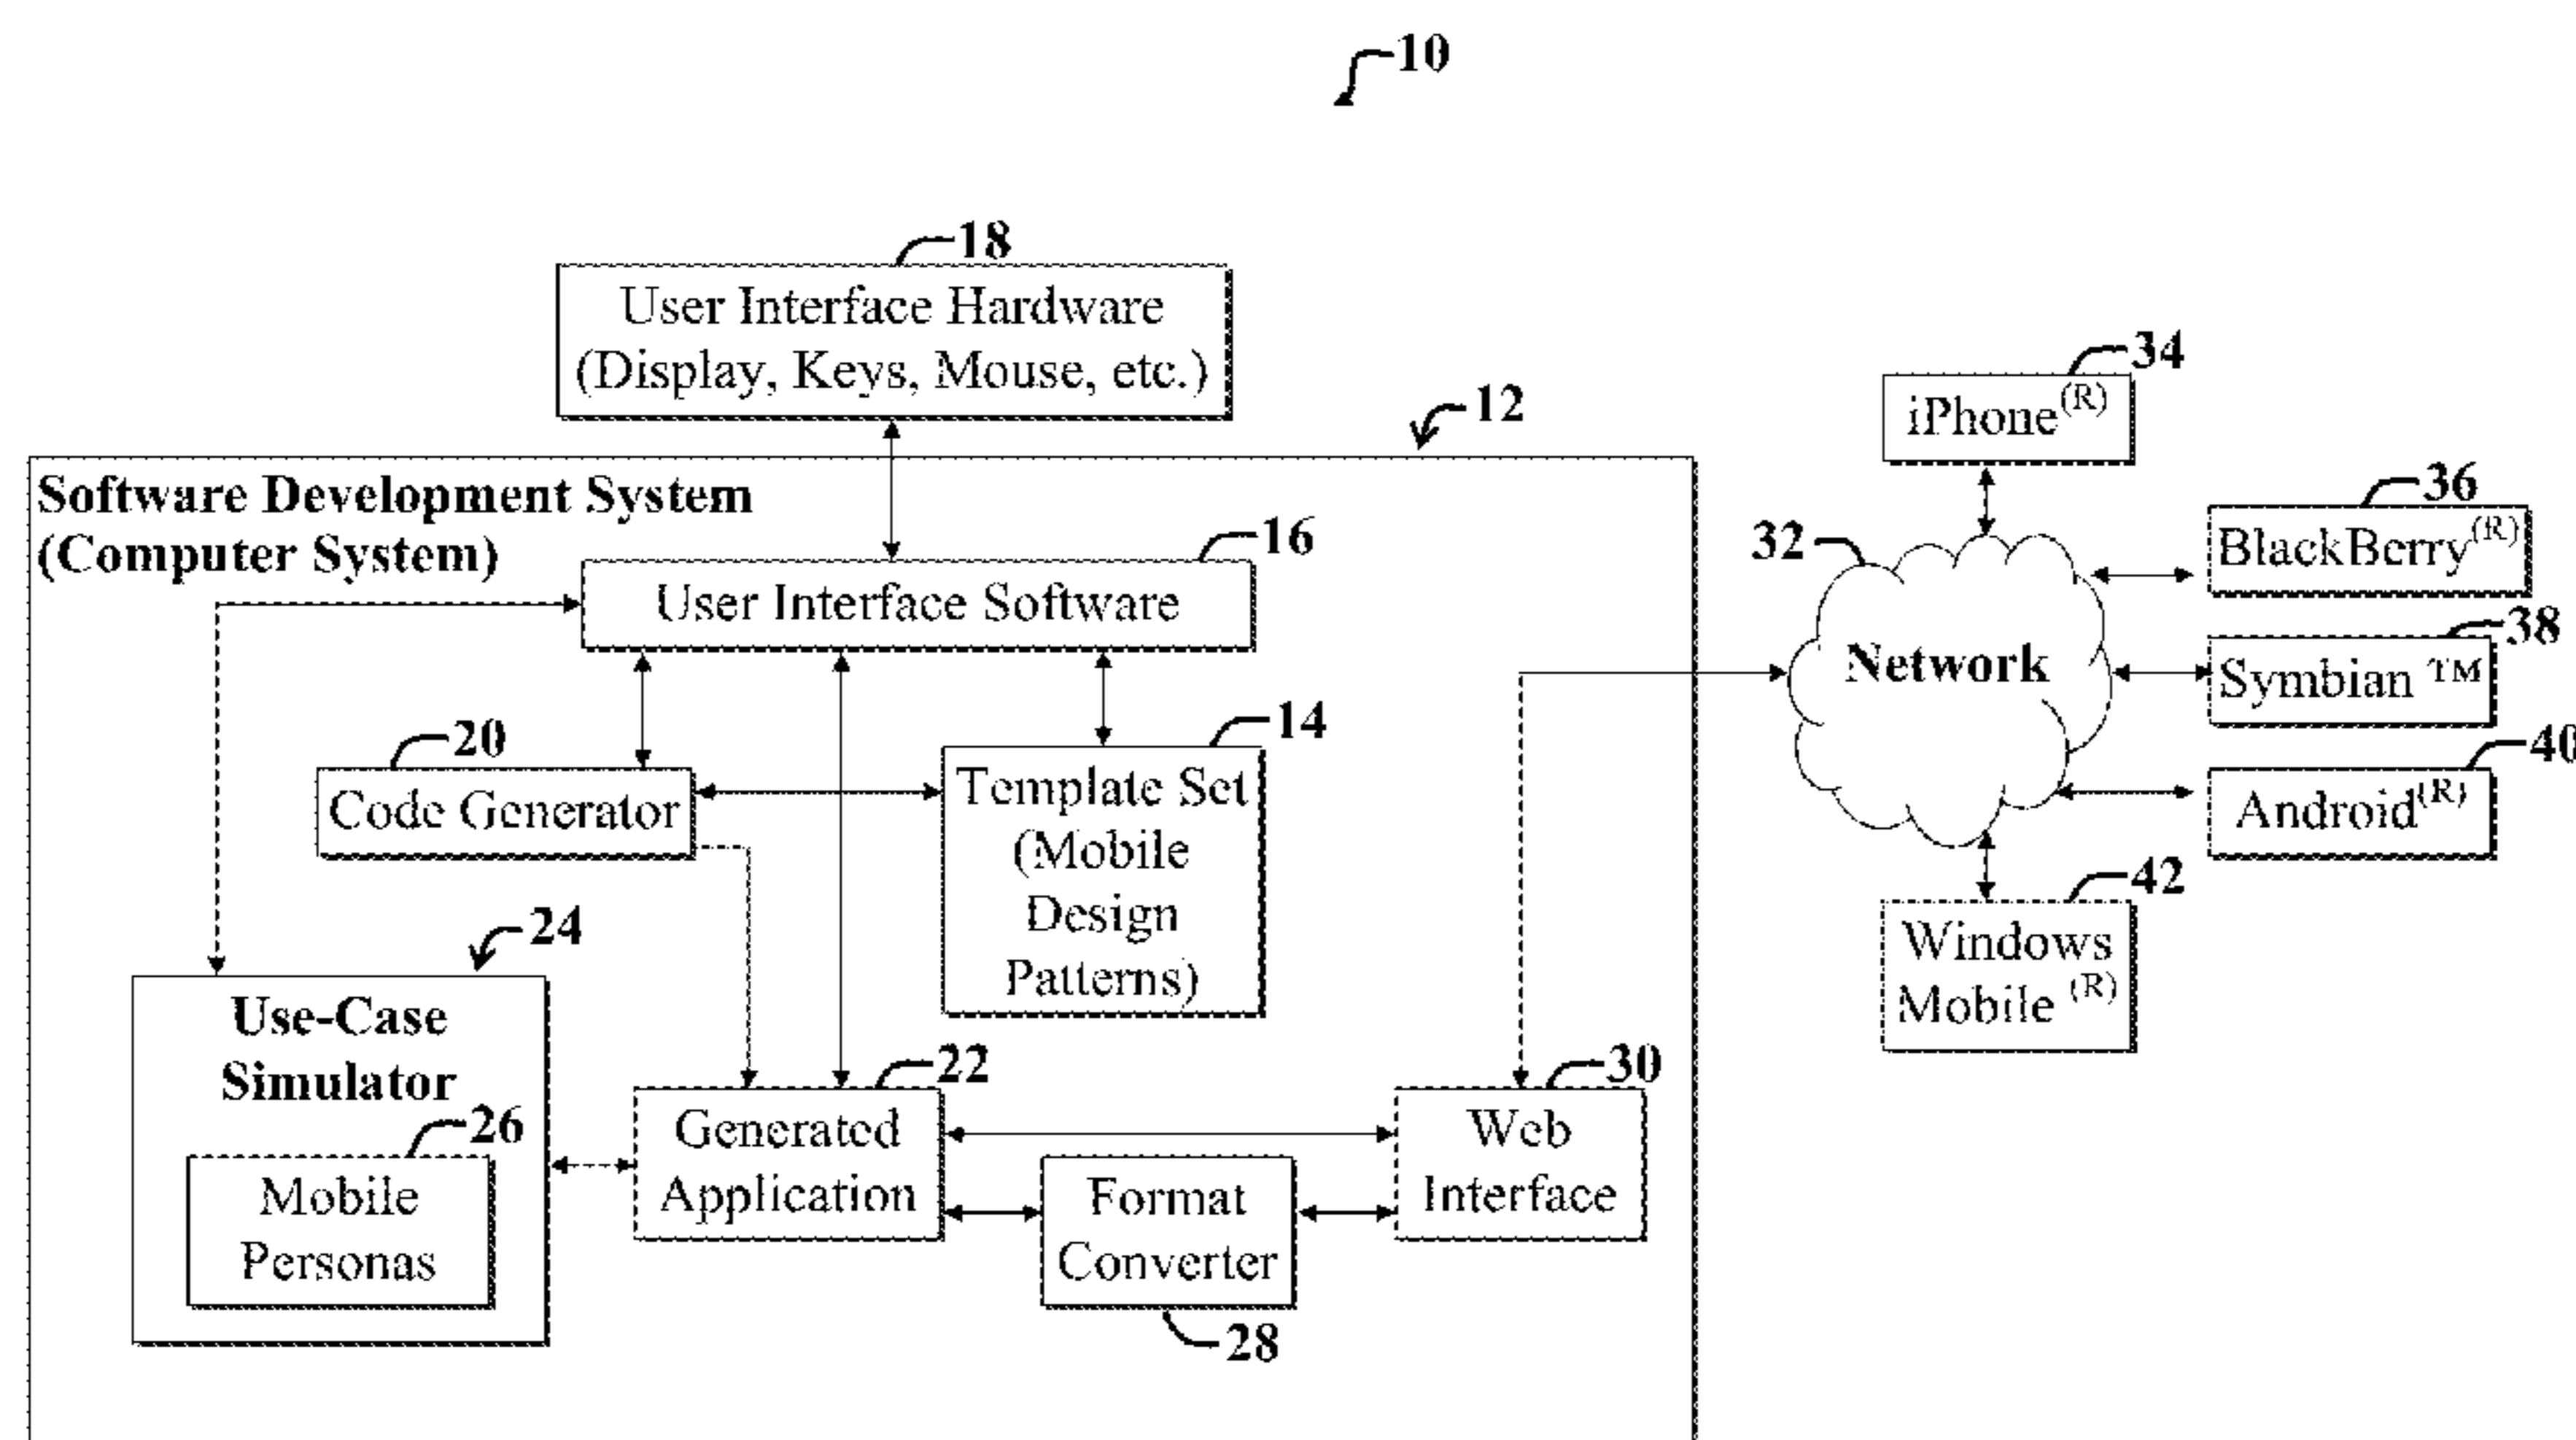 10
18
User Interface Hardware
(Display, Keys, Mouse, etc.)
12
Software Development System
(Computer System)
16
User Interface Software
20
Code Generator
14
Template Set
(Mobile
Design
Patterns)
24
Use-Case
Simulator
26
Mobile
Personas
22
Generated
Application
28
Format
Converter
30
Web
Interface
32
Network
34
iPhone(R)
36
BlackBerry(R)
38
Symbian ™
40
Android(R)
42
Windows
Mobile (R)